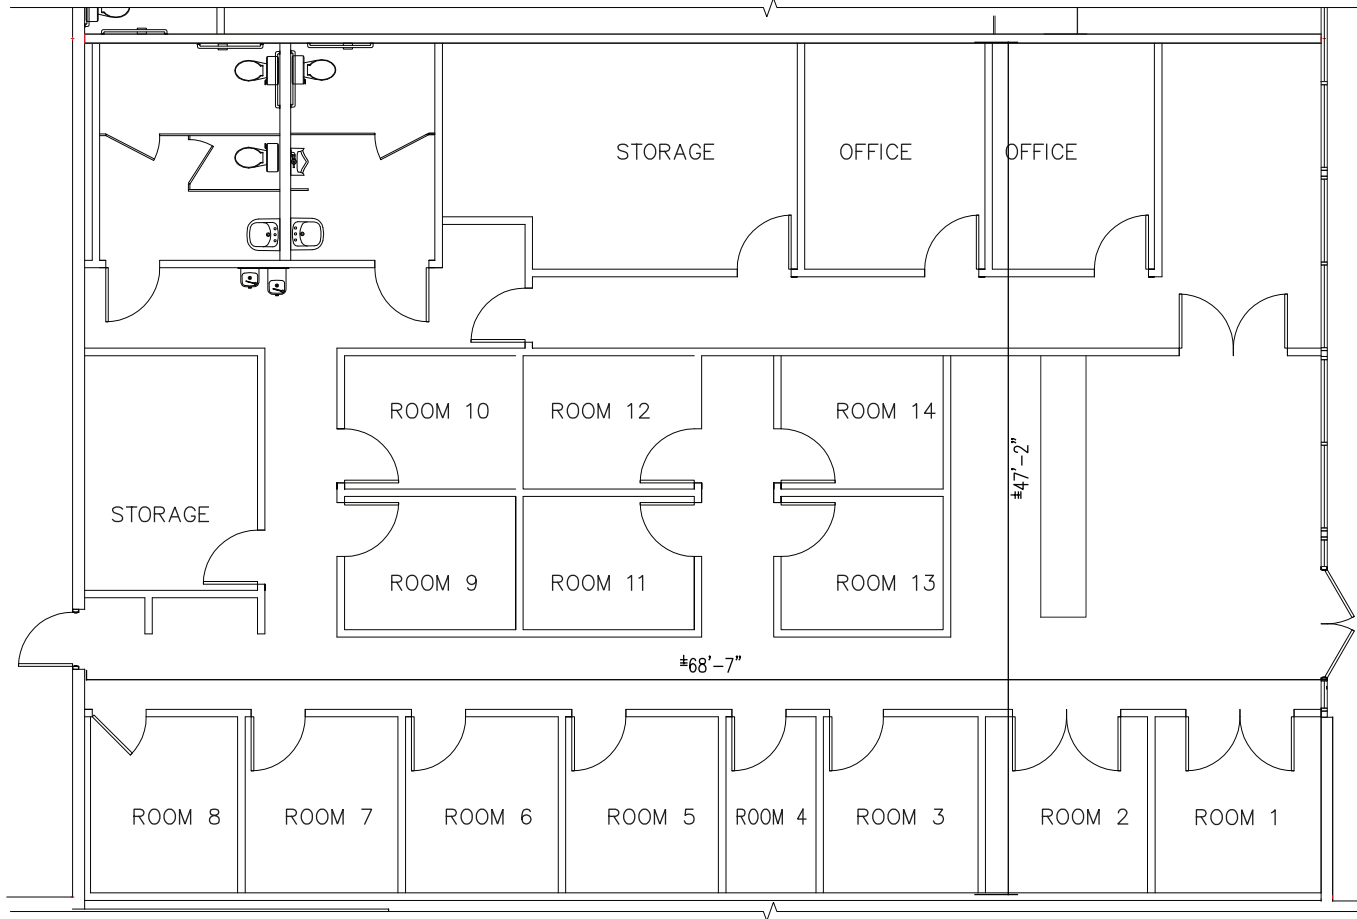 STORAGE
OFFICE
OFFICE
ROOM 10
ROOM 12
ROOM 14
±47'-2"
STORAGE
ROOM 9
ROOM 11
ROOM 13
±68'-7"
ROOM 8
ROOM 7
ROOM 6
ROOM 5
ROOM 4
ROOM 3
ROOM 2
ROOM 1